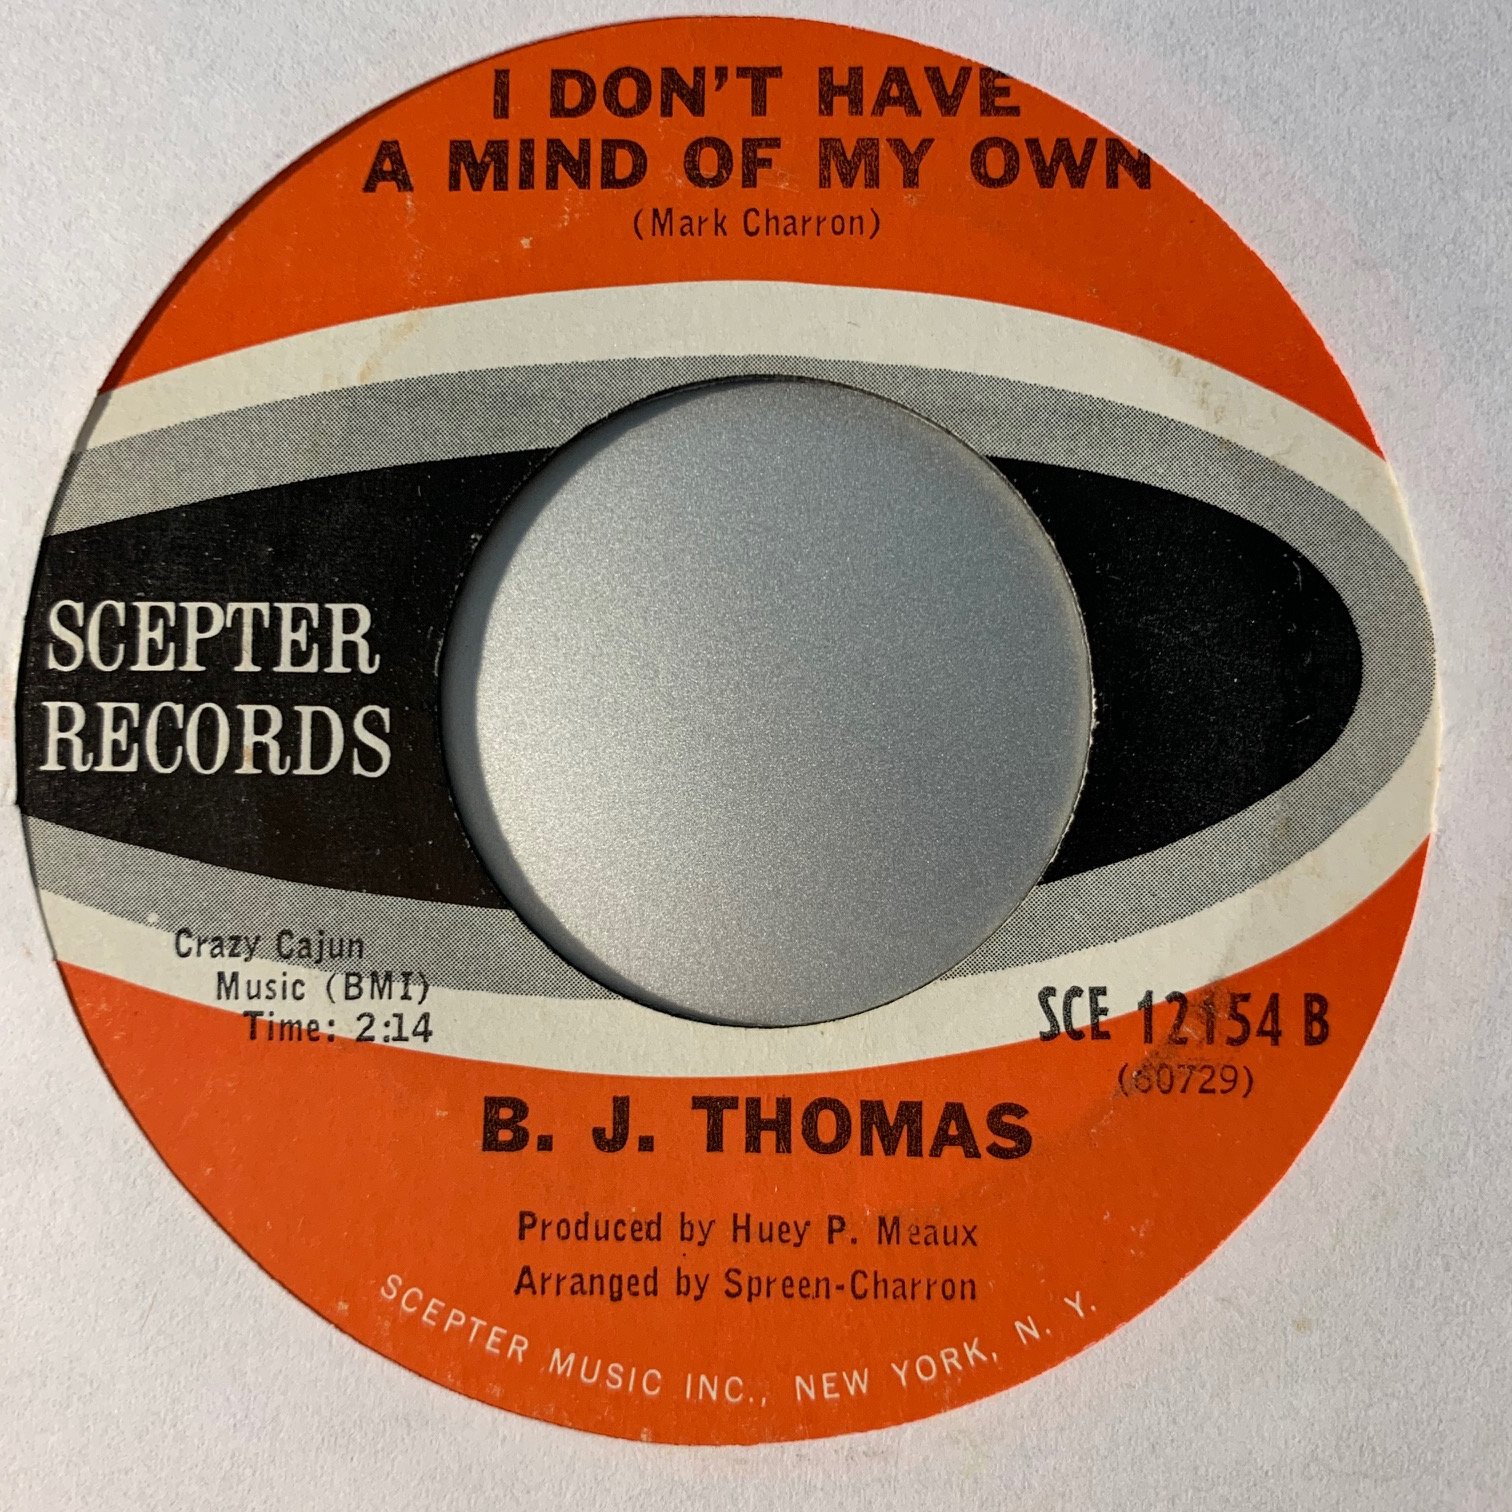 I DON'T HAVE
A MIND OF MY OWN
(Mark Charron)
SCEPTER
RECORDS
Crazy Cajun
Music (BMI)
Time: 2:14
SCE 12154 B
(60729)
B. J. THOMAS
Produced by Huey P. Meaux
Arranged by Spreen-Charron
SCEPTER MUSIC INC., NEW YORK, N. Y.